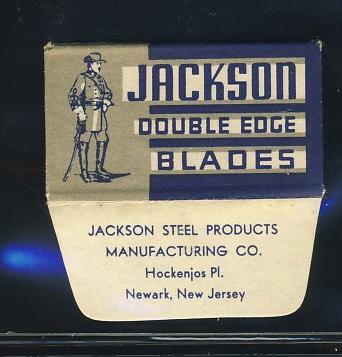 JACKSON
DOUBLE EDGE
BLADES
JACKSON STEEL PRODUCTS
MANUFACTURING CO.
Hockenjos Pl.
Newark, New Jersey